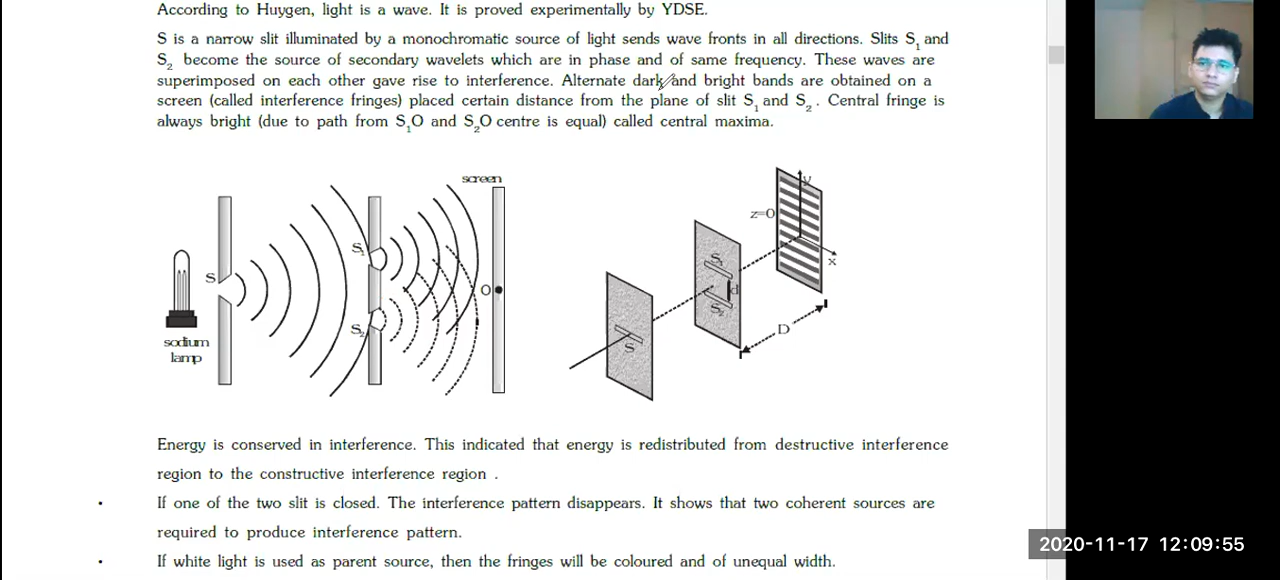 According to Huygen, light is a wave. It is proved experimentally by YDSE.
S is a narrow slit illuminated by a monochromatic source of light sends wave fronts in all directions. Slits S₁ and
S₂ become the source of secondary wavelets which are in phase and of same frequency. These waves are
superimposed on each other gave rise to interference. Alternate dark and bright bands are obtained on a
screen (called interference fringes) placed certain distance from the plane of slit S₁ and S₂. Central fringe is
always bright (due to path from S₁O and S₂O centre is equal) called central maxima.
screen
S
S₁
S₂
O
sodium
lamp
y
z=0
x
S₁
d
S₂
D
S
Energy is conserved in interference. This indicated that energy is redistributed from destructive interference
region to the constructive interference region .
• If one of the two slit is closed. The interference pattern disappears. It shows that two coherent sources are
required to produce interference pattern.
• If white light is used as parent source, then the fringes will be coloured and of unequal width.
2020-11-17 12:09:55